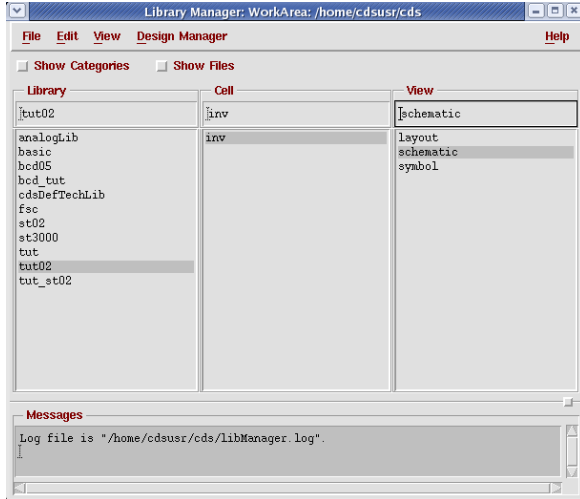 Library Manager: WorkArea: /home/cdsusr/cds
File Edit View Design Manager Help
Show Categories Show Files
Library Cell View
tut02 inv schematic
analogLib inv layout
basic schematic
bcd05 symbol
bcd_tut
cdsDefTechLib
fsc
st02
st3000
tut
tut02
tut_st02
Messages
Log file is "/home/cdsusr/cds/libManager.log".